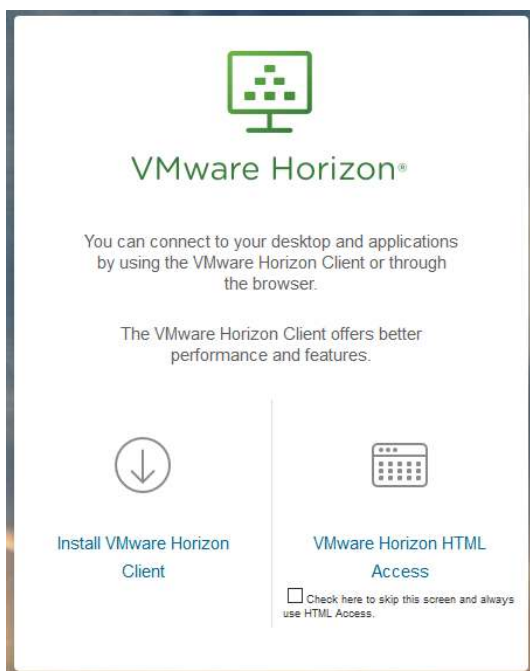 VMware Horizon®
You can connect to your desktop and applications
by using the VMware Horizon Client or through
the browser.
The VMware Horizon Client offers better
performance and features.
Install VMware Horizon
Client
VMware Horizon HTML
Access
Check here to skip this screen and always
use HTML Access.